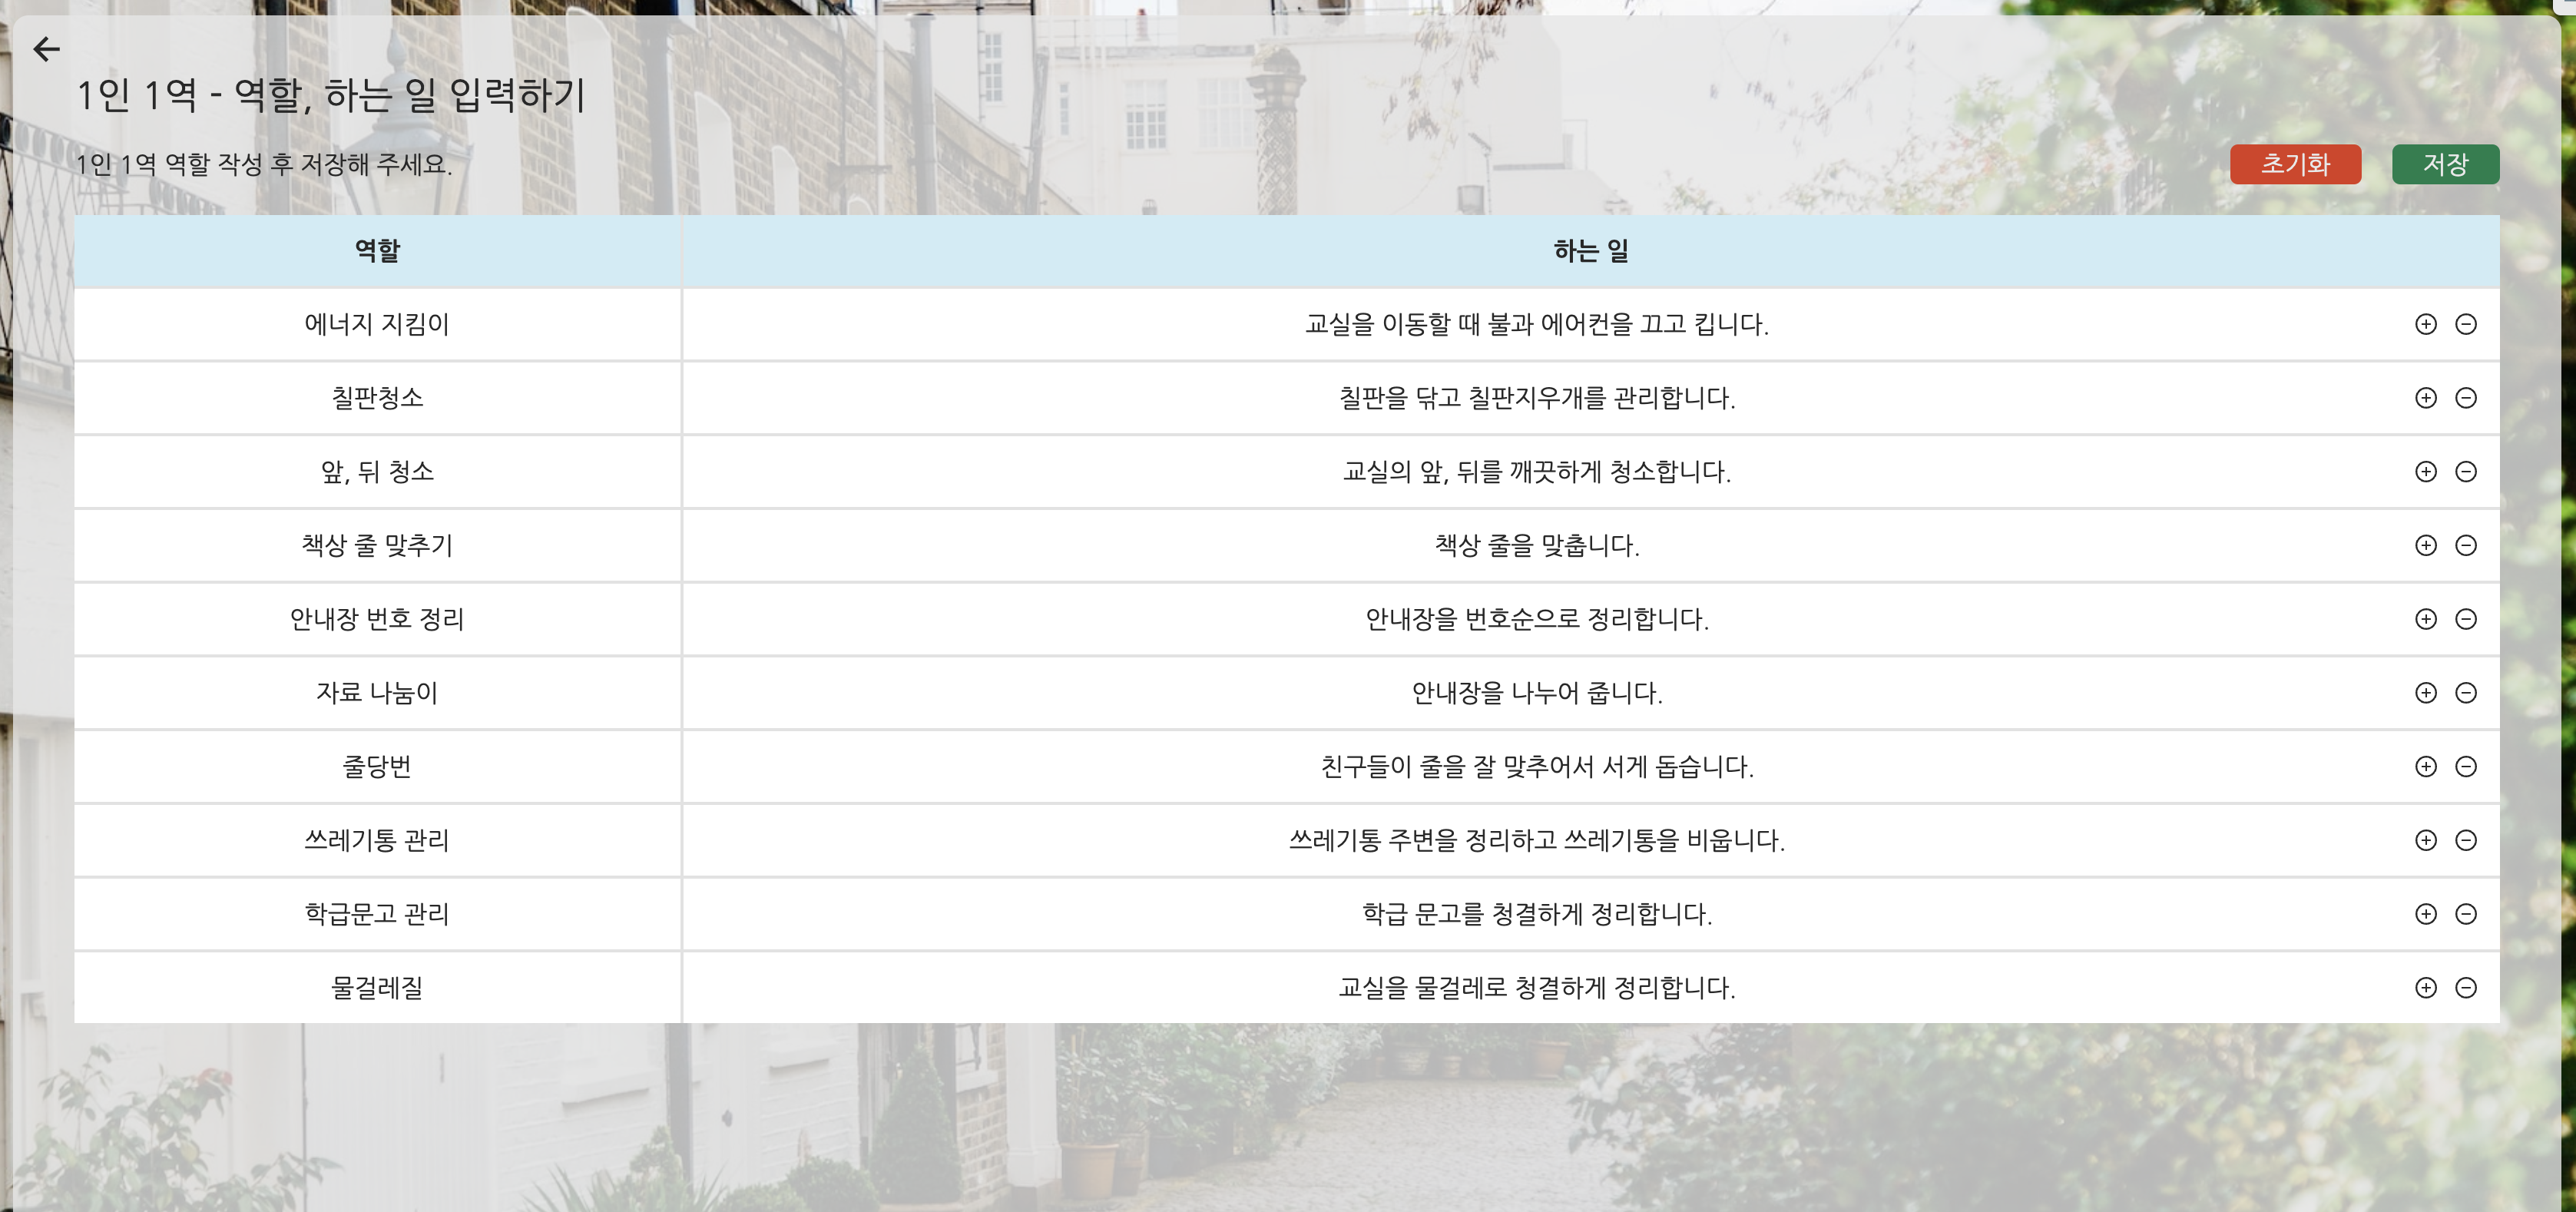 1인 1역 - 역할, 하는 일 입력하기
1인 1역 역할 작성 후 저장해 주세요.
초기화 저장
역할 하는 일
에너지 지킴이 교실을 이동할 때 불과 에어컨을 끄고 킵니다.
칠판청소 칠판을 닦고 칠판지우개를 관리합니다.
앞, 뒤 청소 교실의 앞, 뒤를 깨끗하게 청소합니다.
책상 줄 맞추기 책상 줄을 맞춥니다.
안내장 번호 정리 안내장을 번호순으로 정리합니다.
자료 나눔이 안내장을 나누어 줍니다.
줄당번 친구들이 줄을 잘 맞추어서 서게 돕습니다.
쓰레기통 관리 쓰레기통 주변을 정리하고 쓰레기통을 비웁니다.
학급문고 관리 학급 문고를 청결하게 정리합니다.
물걸레질 교실을 물걸레로 청결하게 정리합니다.